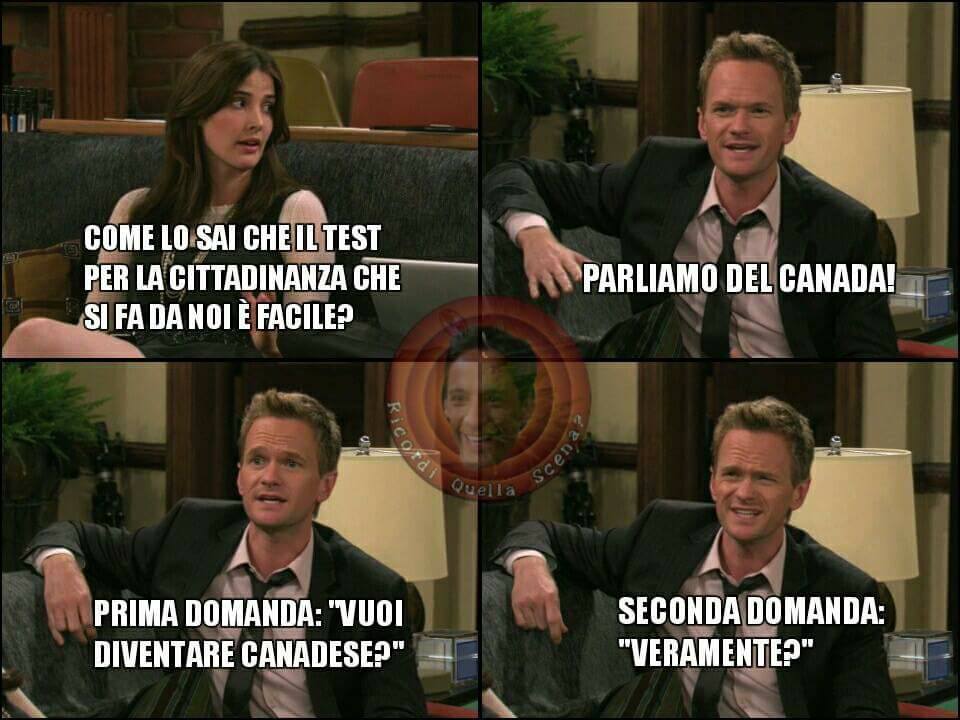 COME LO SAI CHE IL TEST
PER LA CITTADINANZA CHE
SI FA DA NOI È FACILE?
PARLIAMO DEL CANADA!
Ricordi Quella Scena?
PRIMA DOMANDA: "VUOI
DIVENTARE CANADESE?"
SECONDA DOMANDA:
"VERAMENTE?"